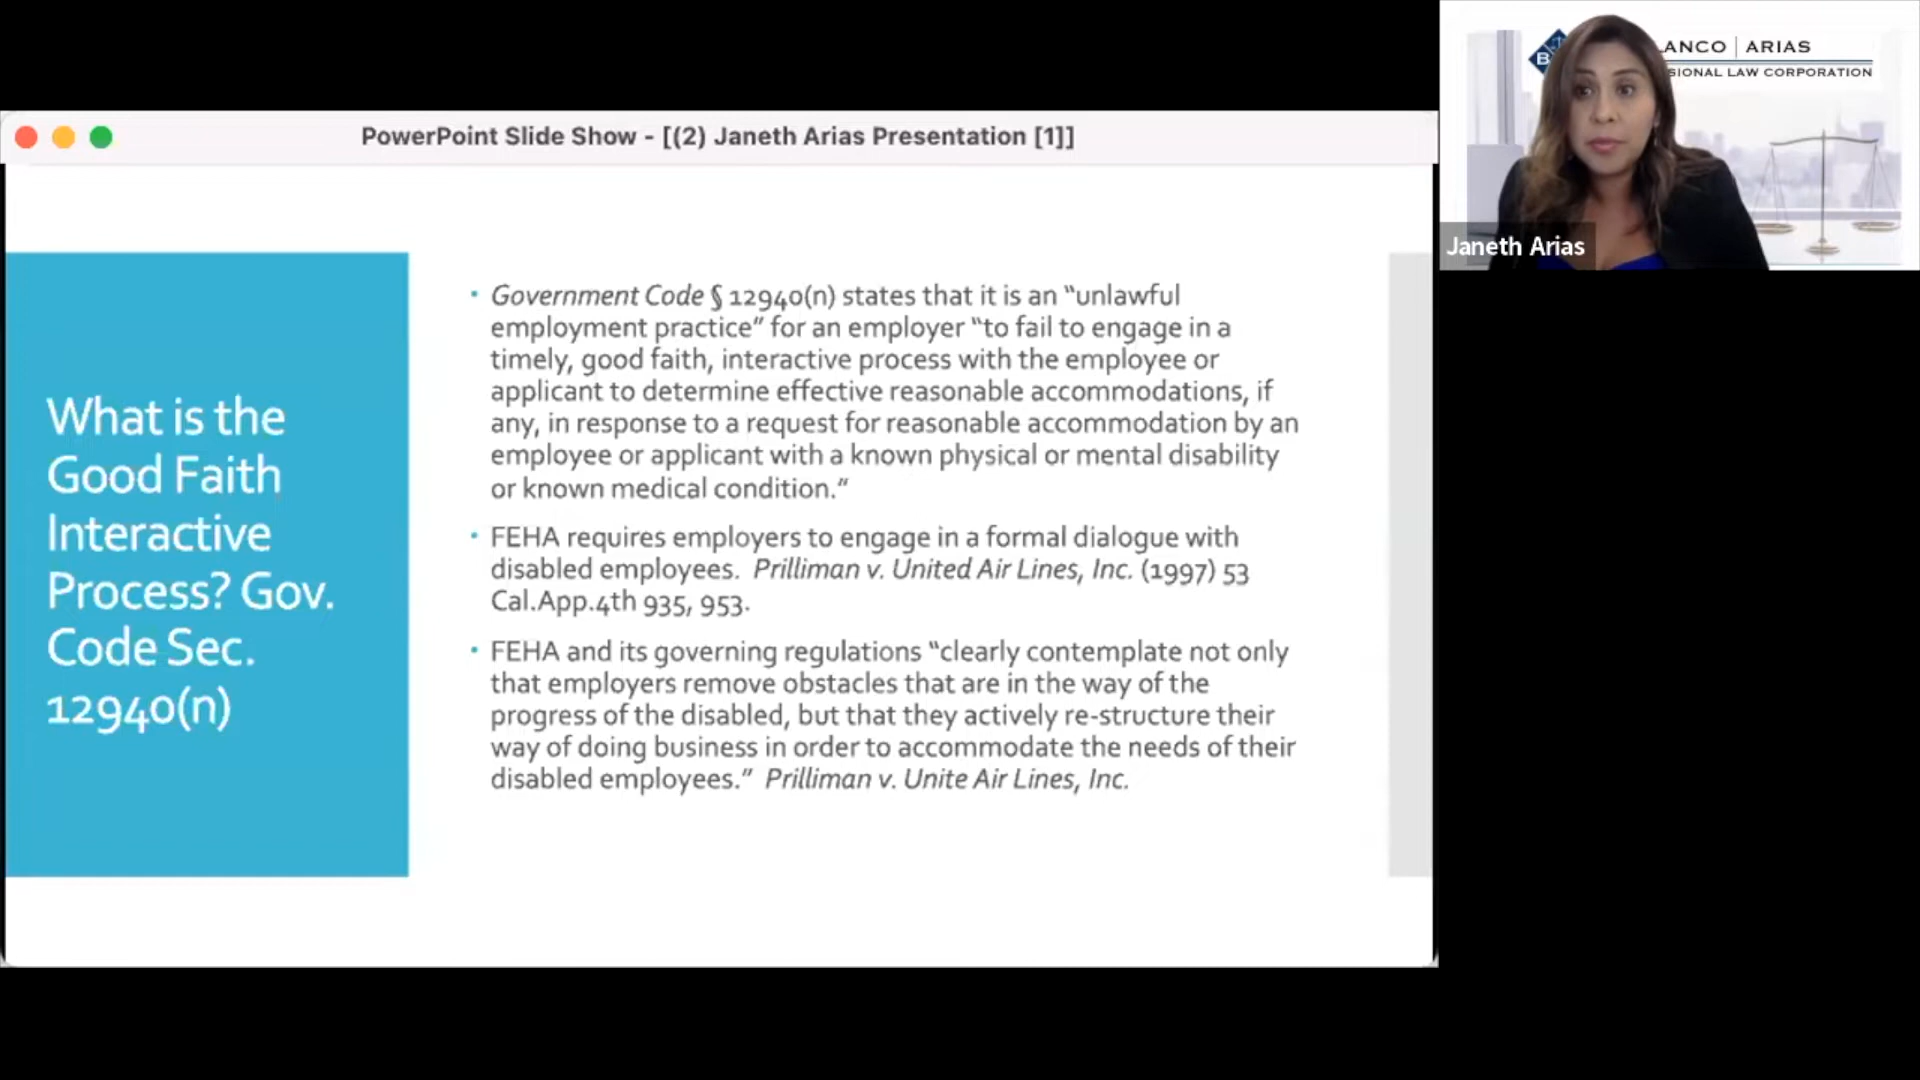 PowerPoint Slide Show - [(2) Janeth Arias Presentation [1]]
What is the
Good Faith
Interactive
Process? Gov.
Code Sec.
12940(n)
• Government Code § 12940(n) states that it is an “unlawful
employment practice” for an employer “to fail to engage in a
timely, good faith, interactive process with the employee or
applicant to determine effective reasonable accommodations, if
any, in response to a request for reasonable accommodation by an
employee or applicant with a known physical or mental disability
or known medical condition.”
• FEHA requires employers to engage in a formal dialogue with
disabled employees. Prilliman v. United Air Lines, Inc. (1997) 53
Cal.App.4th 935, 953.
• FEHA and its governing regulations “clearly contemplate not only
that employers remove obstacles that are in the way of the
progress of the disabled, but that they actively re-structure their
way of doing business in order to accommodate the needs of their
disabled employees.” Prilliman v. Unite Air Lines, Inc.
ANCO | ARIAS
SIONAL LAW CORPORATION
Janeth Arias